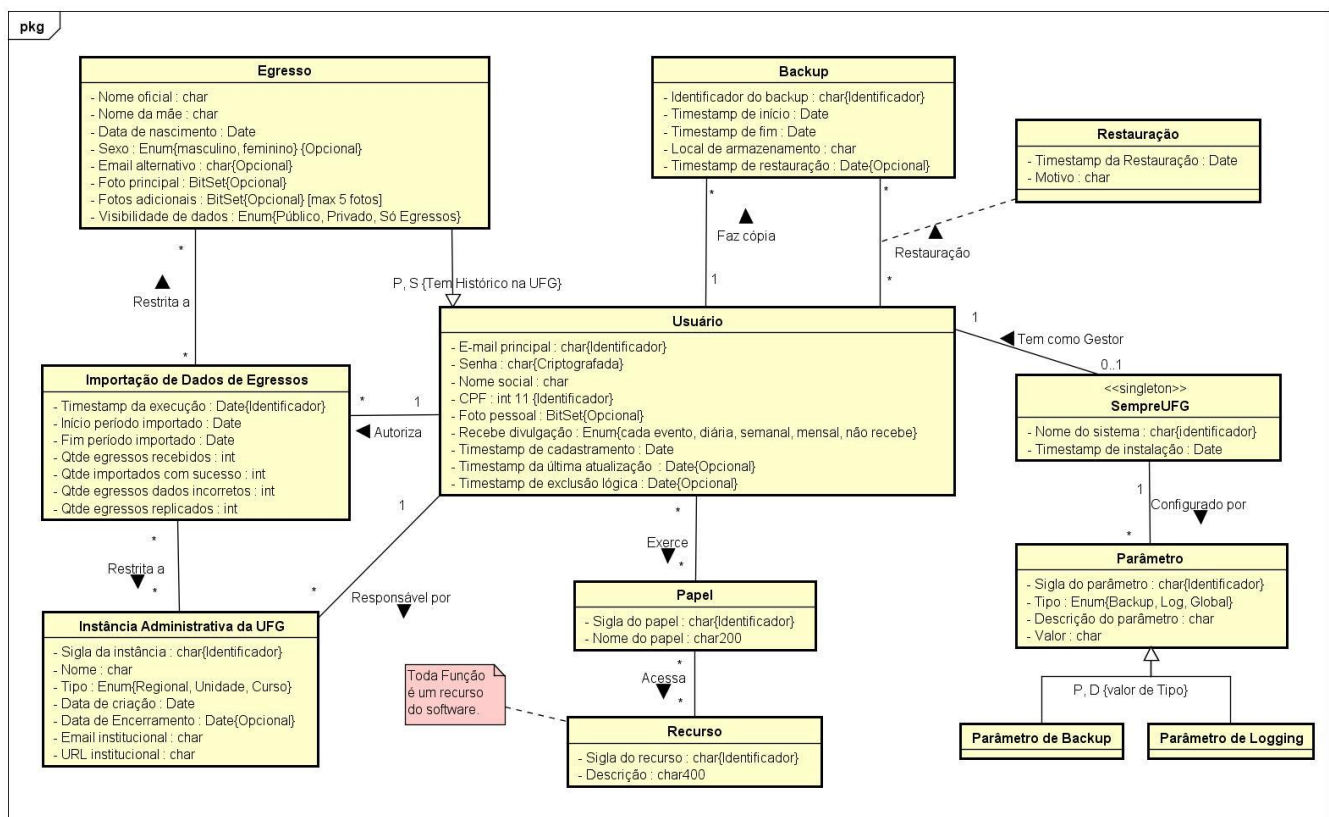 pkg
Egresso
- Nome oficial : char
- Nome da mãe : char
- Data de nascimento : Date
- Sexo : Enum{masculino, feminino} {Opcional}
- Email alternativo : char{Opcional}
- Foto principal : BitSet{Opcional}
- Fotos adicionais : BitSet{Opcional} [max 5 fotos]
- Visibilidade de dados : Enum{Público, Privado, Só Egressos}
Backup
- Identificador do backup : char{Identificador}
- Timestamp de início : Date
- Timestamp de fim : Date
- Local de armazenamento : char
- Timestamp de restauração : Date{Opcional}
Restauração
- Timestamp da Restauração : Date
- Motivo : char
*
Restrita a
*
P, S {Tem Histórico na UFG}
*
Faz cópia
1
*
Restauração
*
Usuário
- E-mail principal : char{Identificador}
- Senha : char{Criptografada}
- Nome social : char
- CPF : int 11 {Identificador}
- Foto pessoal : BitSet{Opcional}
- Recebe divulgação : Enum{cada evento, diária, semanal, mensal, não recebe}
- Timestamp de cadastramento : Date
- Timestamp da última atualização : Date{Opcional}
- Timestamp de exclusão lógica : Date{Opcional}
1
Tem como Gestor
0..1
<<singleton>>
SempreUFG
- Nome do sistema : char{identificador}
- Timestamp de instalação : Date
Importação de Dados de Egressos
- Timestamp da execução : Date{Identificador}
- Início período importado : Date
- Fim período importado : Date
- Qtde egressos recebidos : int
- Qtde importados com sucesso : int
- Qtde egressos dados incorretos : int
- Qtde egressos replicados : int
*
1
Autoriza
1
Responsável por
*
*
Restrita a
*
Instância Administrativa da UFG
- Sigla da instância : char{Identificador}
- Nome : char
- Tipo : Enum{Regional, Unidade, Curso}
- Data de criação : Date
- Data de Encerramento : Date{Opcional}
- Email institucional : char
- URL institucional : char
*
Exerce
*
Papel
- Sigla do papel : char{Identificador}
- Nome do papel : char200
*
Acessa
*
Toda Função
é um recurso
do software.
Recurso
- Sigla do recurso : char{Identificador}
- Descrição : char400
1
Configurado por
*
Parâmetro
- Sigla do parâmetro : char{Identificador}
- Tipo : Enum{Backup, Log, Global}
- Descrição do parâmetro : char
- Valor : char
P, D {valor de Tipo}
Parâmetro de Backup
Parâmetro de Logging